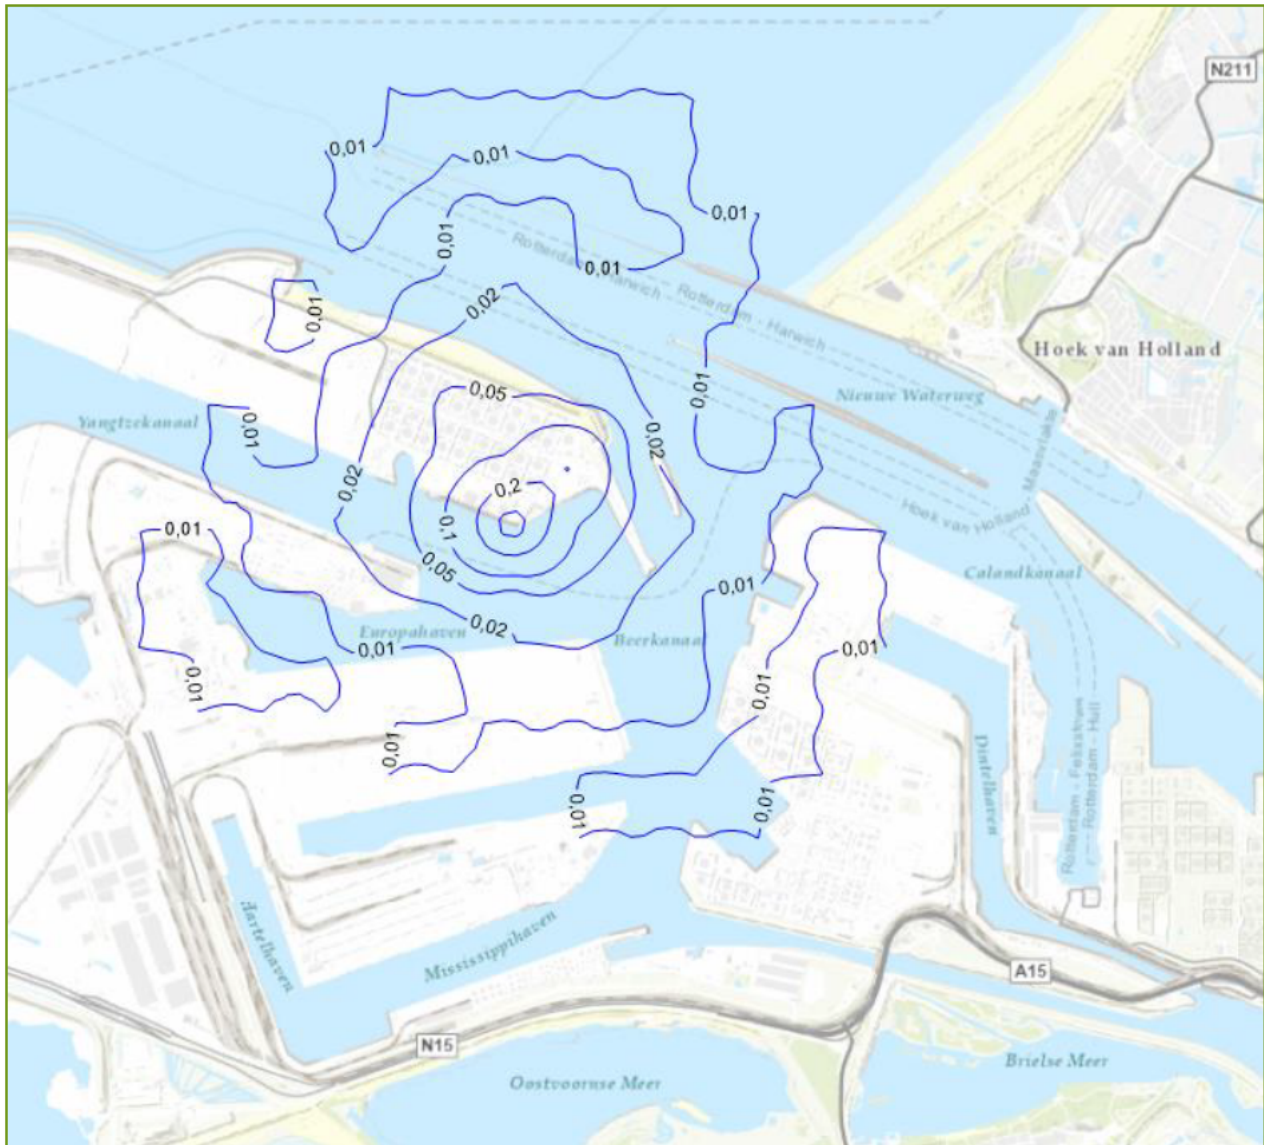 N211
0,01
0,01
0,01
0,01
0,01
Rotterdam - Harwich
Rotterdam - Harwich
0,02
0,01
Hoek van Holland
0,01
0,05
Nieuwe Waterweg
Yangtzekanaal
0,01
0,02
0,02
0,2
Hoek van Holland - Maasvlakte
0,1
0,01
0,05
Calandkanaal
0,01
0,02
Europahaven
Beerkanaal
0,01
0,01
0,01
0,01
0,01
Dintelhaven
Rotterdam - Felixstowe
Rotterdam - Hull
0,01
0,01
Hartelhaven
Mississippihaven
A15
N15
Brielse Meer
Oostvoornse Meer